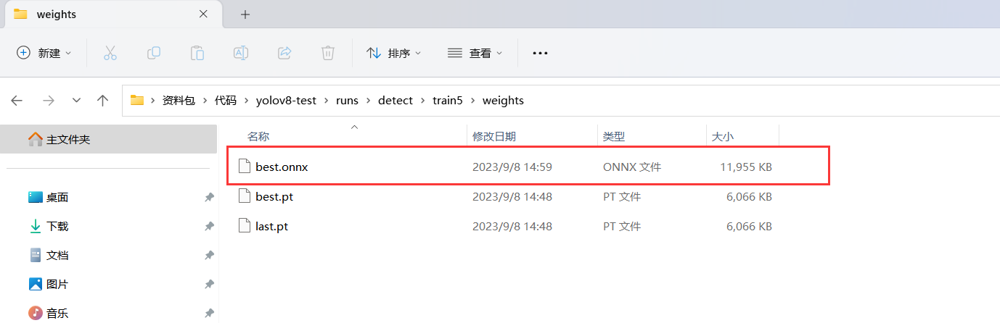 weights
新建
排序
查看
资料包 > 代码 > yolov8-test > runs > detect > train5 > weights
主文件夹
桌面
下载
文档
图片
音乐
名称 修改日期 类型 大小
best.onnx 2023/9/8 14:59 ONNX 文件 11,955 KB
best.pt 2023/9/8 14:48 PT 文件 6,066 KB
last.pt 2023/9/8 14:48 PT 文件 6,066 KB